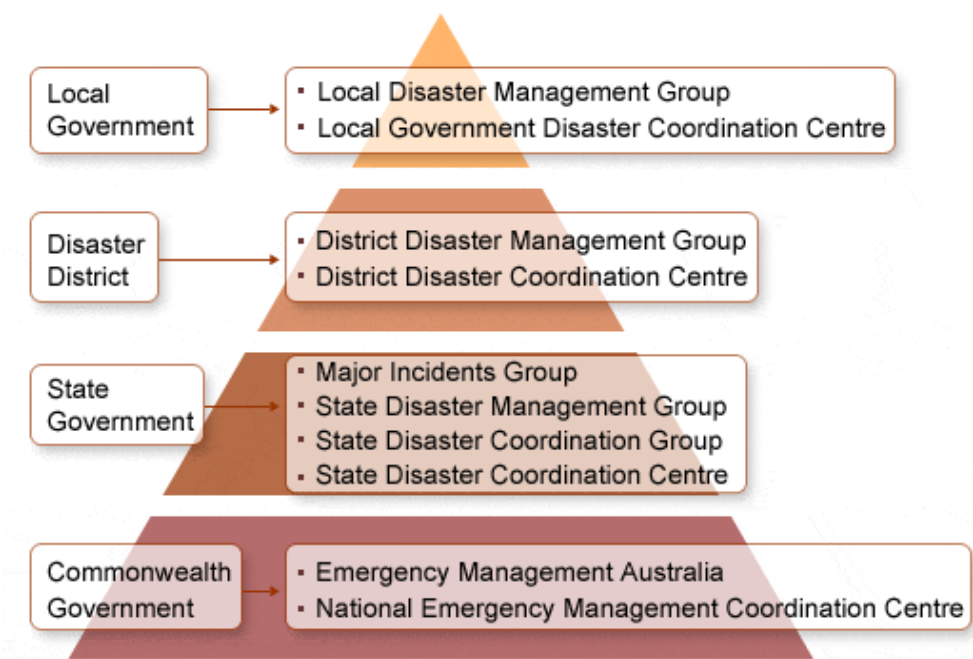 Local
Government
▪ Local Disaster Management Group
▪ Local Government Disaster Coordination Centre
Disaster
District
▪ District Disaster Management Group
▪ District Disaster Coordination Centre
State
Government
▪ Major Incidents Group
▪ State Disaster Management Group
▪ State Disaster Coordination Group
▪ State Disaster Coordination Centre
Commonwealth
Government
▪ Emergency Management Australia
▪ National Emergency Management Coordination Centre